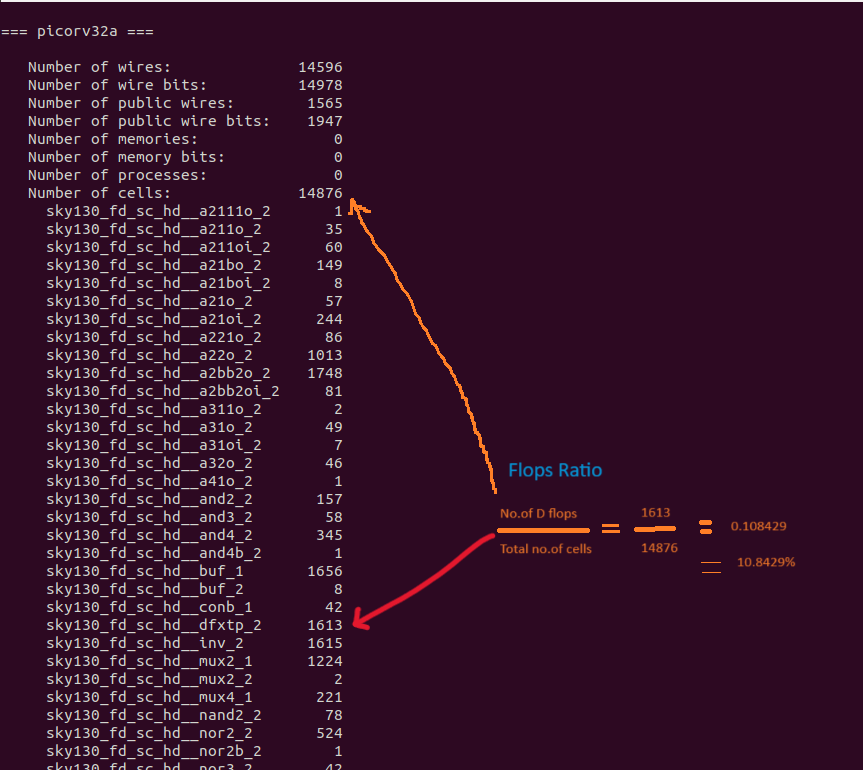 === picorv32a ===
Number of wires: 14596
Number of wire bits: 14978
Number of public wires: 1565
Number of public wire bits: 1947
Number of memories: 0
Number of memory bits: 0
Number of processes: 0
Number of cells: 14876
sky130_fd_sc_hd__a2111o_2 1
sky130_fd_sc_hd__a211o_2 35
sky130_fd_sc_hd__a211oi_2 60
sky130_fd_sc_hd__a21bo_2 149
sky130_fd_sc_hd__a21boi_2 8
sky130_fd_sc_hd__a21o_2 57
sky130_fd_sc_hd__a21oi_2 244
sky130_fd_sc_hd__a221o_2 86
sky130_fd_sc_hd__a22o_2 1013
sky130_fd_sc_hd__a2bb2o_2 1748
sky130_fd_sc_hd__a2bb2oi_2 81
sky130_fd_sc_hd__a311o_2 2
sky130_fd_sc_hd__a31o_2 49
sky130_fd_sc_hd__a31oi_2 7
sky130_fd_sc_hd__a32o_2 46
sky130_fd_sc_hd__a41o_2 1
sky130_fd_sc_hd__and2_2 157
sky130_fd_sc_hd__and3_2 58
sky130_fd_sc_hd__and4_2 345
sky130_fd_sc_hd__and4b_2 1
sky130_fd_sc_hd__buf_1 1656
sky130_fd_sc_hd__buf_2 8
sky130_fd_sc_hd__conb_1 42
sky130_fd_sc_hd__dfxtp_2 1613
sky130_fd_sc_hd__inv_2 1615
sky130_fd_sc_hd__mux2_1 1224
sky130_fd_sc_hd__mux2_2 2
sky130_fd_sc_hd__mux4_1 221
sky130_fd_sc_hd__nand2_2 78
sky130_fd_sc_hd__nor2_2 524
sky130_fd_sc_hd__nor2b_2 1
sky130_fd_sc_hd__nor3_2 42
Flops Ratio
No.of D flops = 1613 = 0.108429
Total no.of cells 14876
= 10.8429%